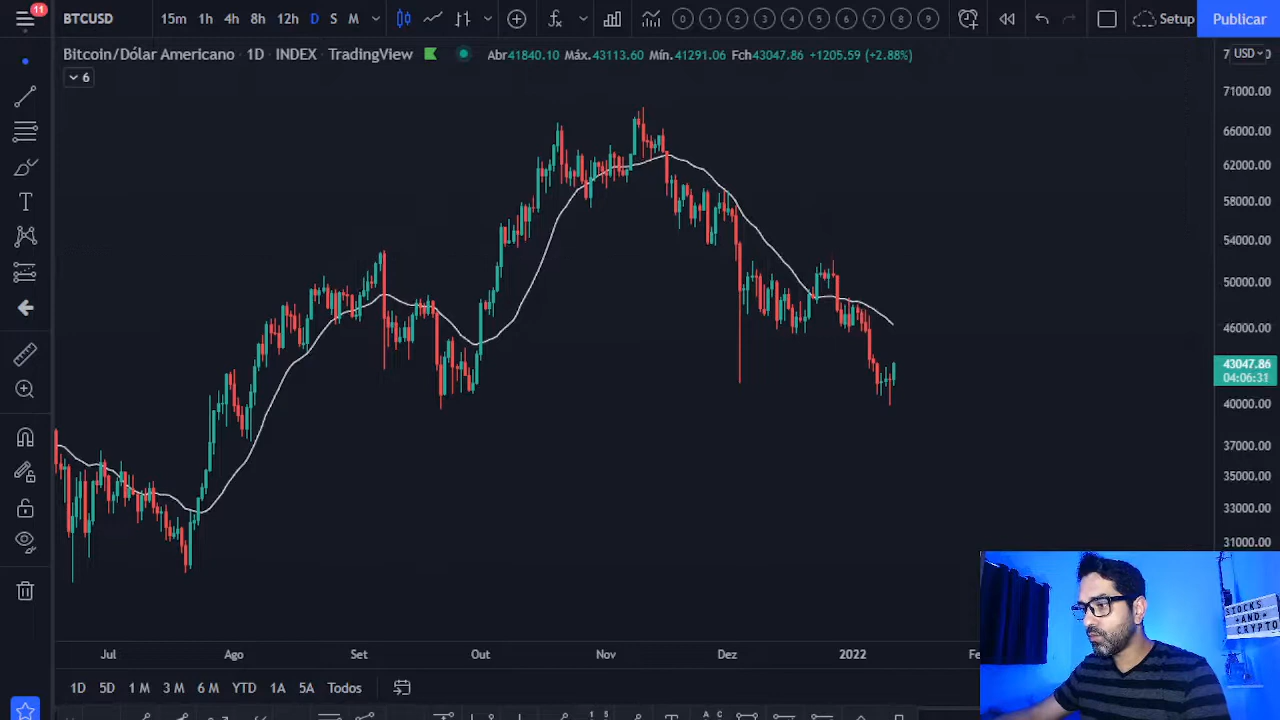 11
BTCUSD
15m 1h 4h 8h 12h D S M
0 1 2 3 4 5 6 7 8 9
Setup
Publicar
Bitcoin/Dólar Americano · 1D · INDEX · TradingView
Abr41840.10 Máx.43113.60 Mín.41291.06 Fch43047.86 +1205.59 (+2.88%)
6
USD
71000.00
66000.00
62000.00
58000.00
54000.00
50000.00
46000.00
43047.86
04:06:31
40000.00
37000.00
35000.00
33000.00
31000.00
STOCKS
+AND+
CRYPTO
Jul Ago Set Out Nov Dez 2022
1D 5D 1M 3M 6M YTD 1A 5A Todos